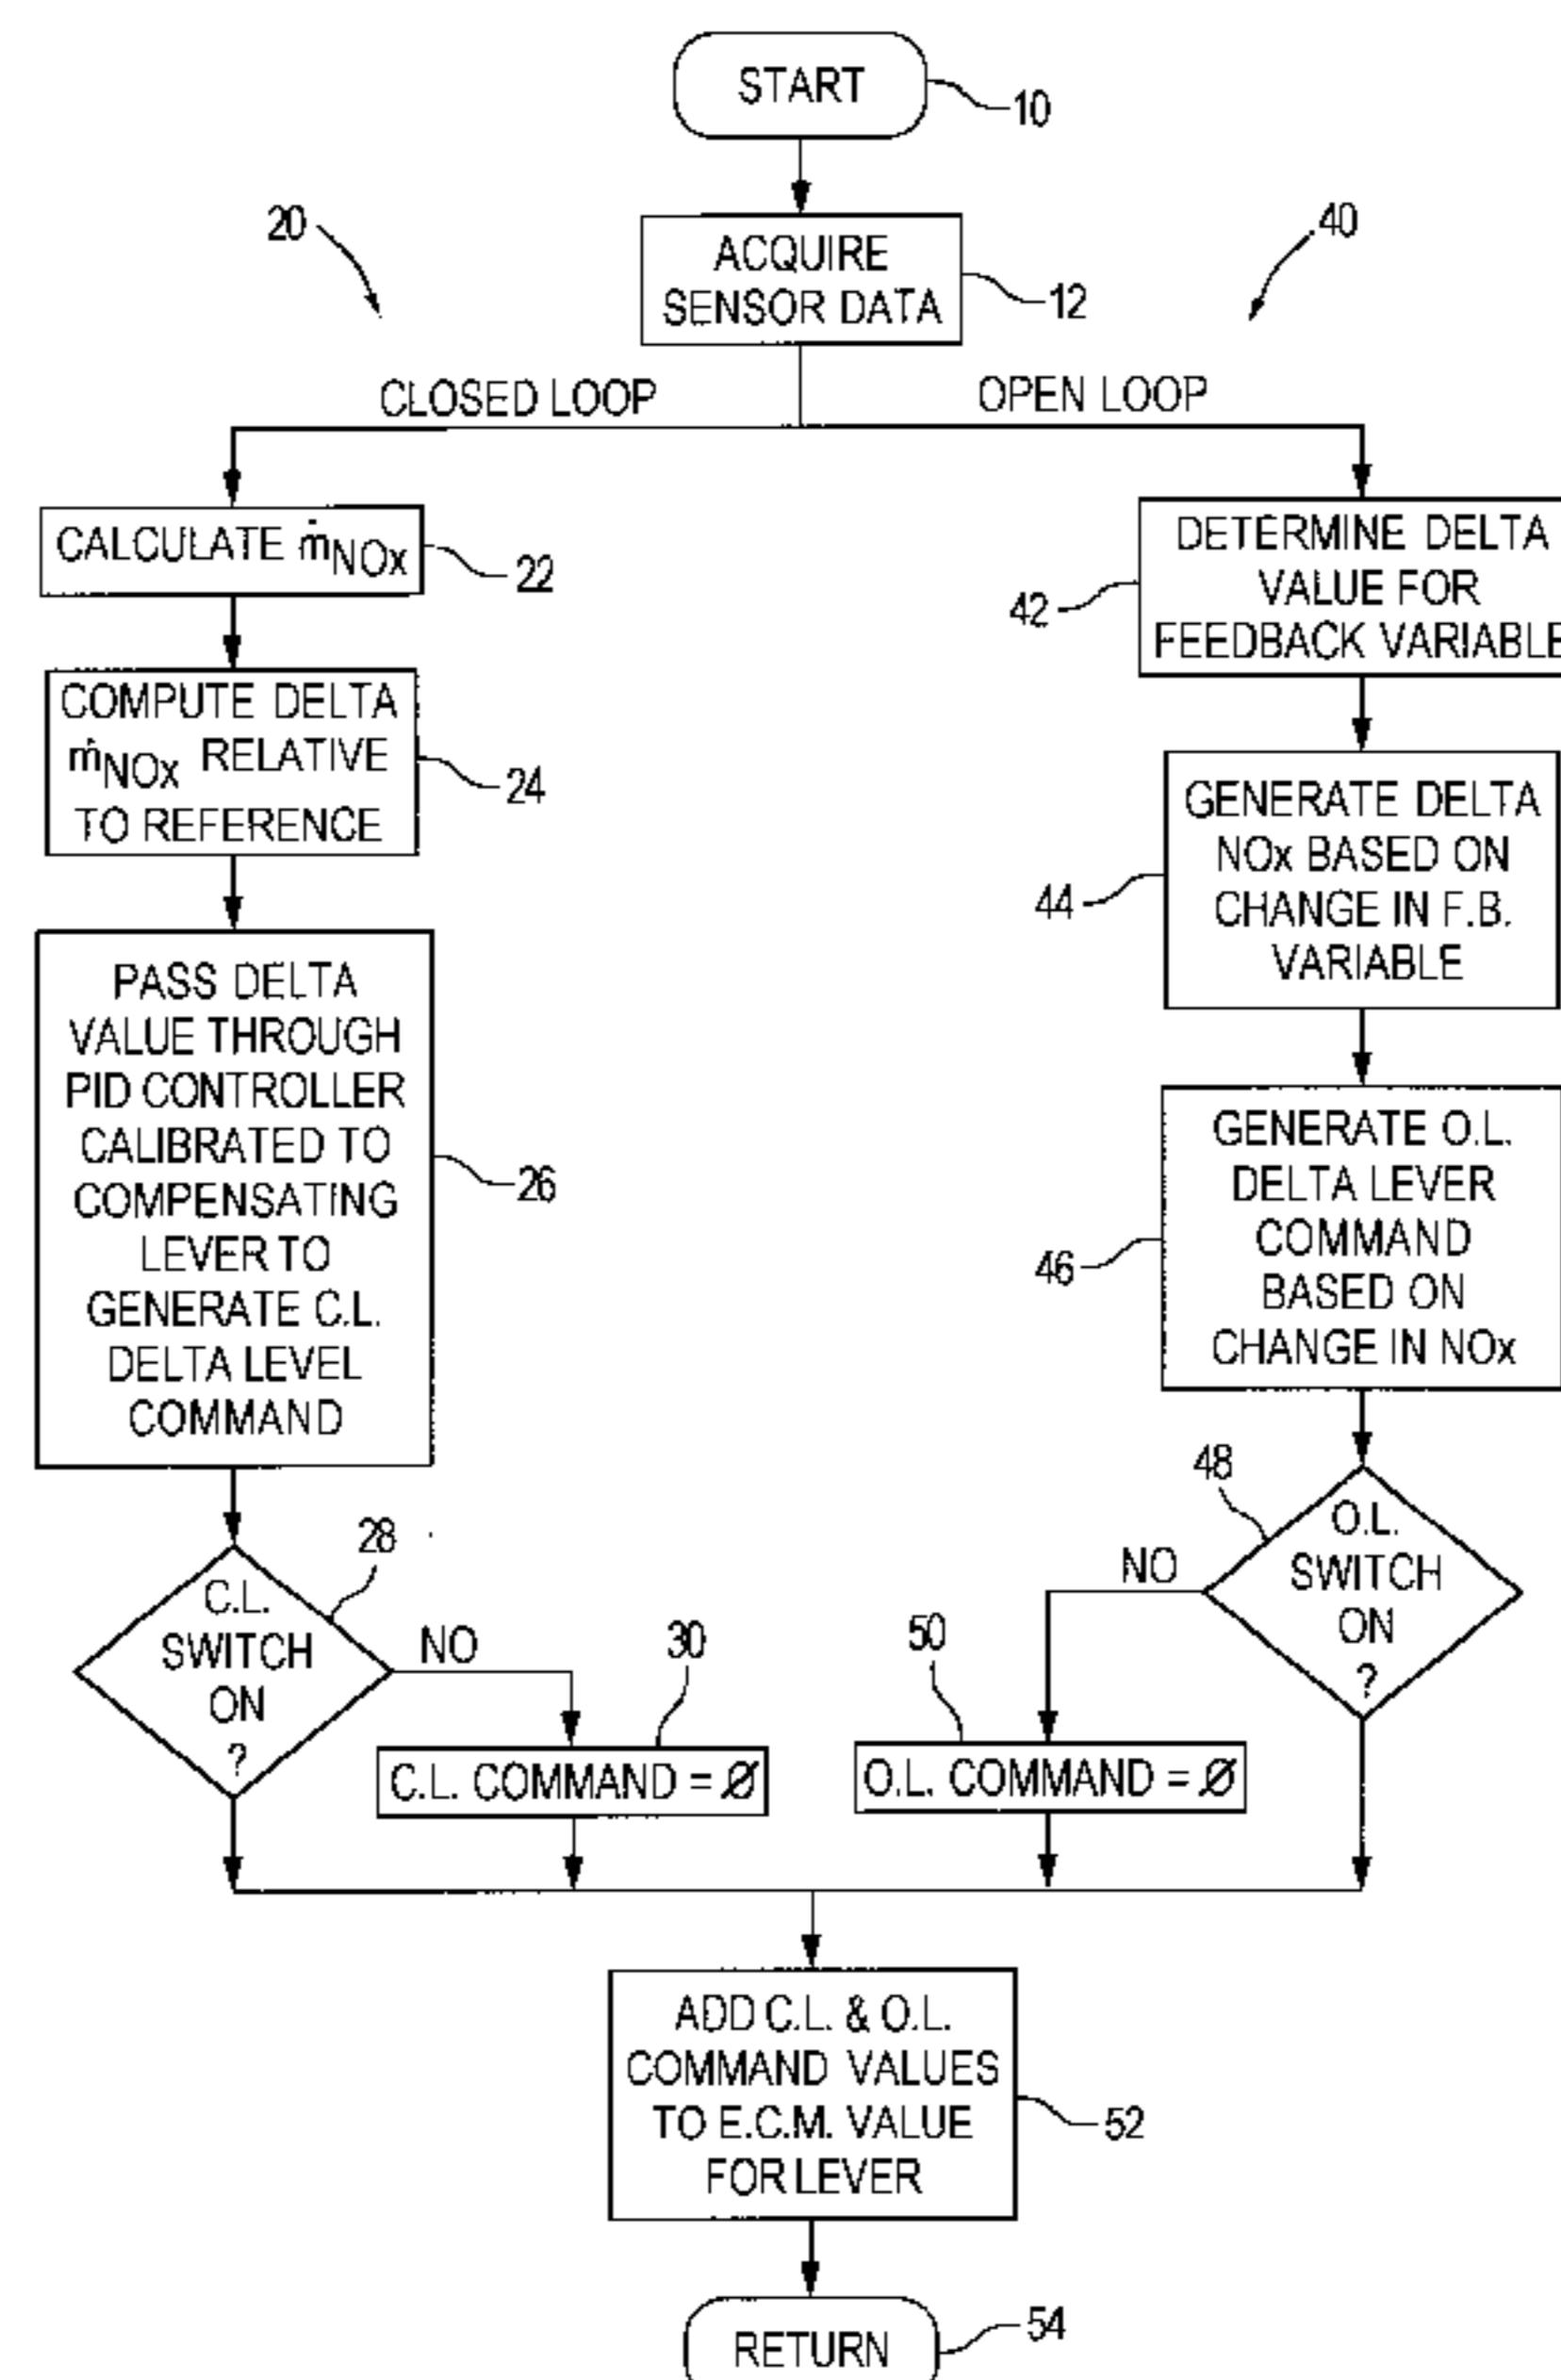 START
10
ACQUIRE
SENSOR DATA
12
20
40
CLOSED LOOP
OPEN LOOP
CALCULATE ṁNOx
22
COMPUTE DELTA
ṁNOx RELATIVE
TO REFERENCE
24
PASS DELTA
VALUE THROUGH
PID CONTROLLER
CALIBRATED TO
COMPENSATING
LEVER TO
GENERATE C.L.
DELTA LEVEL
COMMAND
26
C.L.
SWITCH
ON
?
28
NO
30
C.L. COMMAND = Ø
DETERMINE DELTA
VALUE FOR
FEEDBACK VARIABLE
42
GENERATE DELTA
NOx BASED ON
CHANGE IN F.B.
VARIABLE
44
GENERATE O.L.
DELTA LEVER
COMMAND
BASED ON
CHANGE IN NOx
46
48
O.L.
SWITCH
ON
?
NO
50
O.L. COMMAND = Ø
ADD C.L. & O.L.
COMMAND VALUES
TO E.C.M. VALUE
FOR LEVER
52
RETURN
54